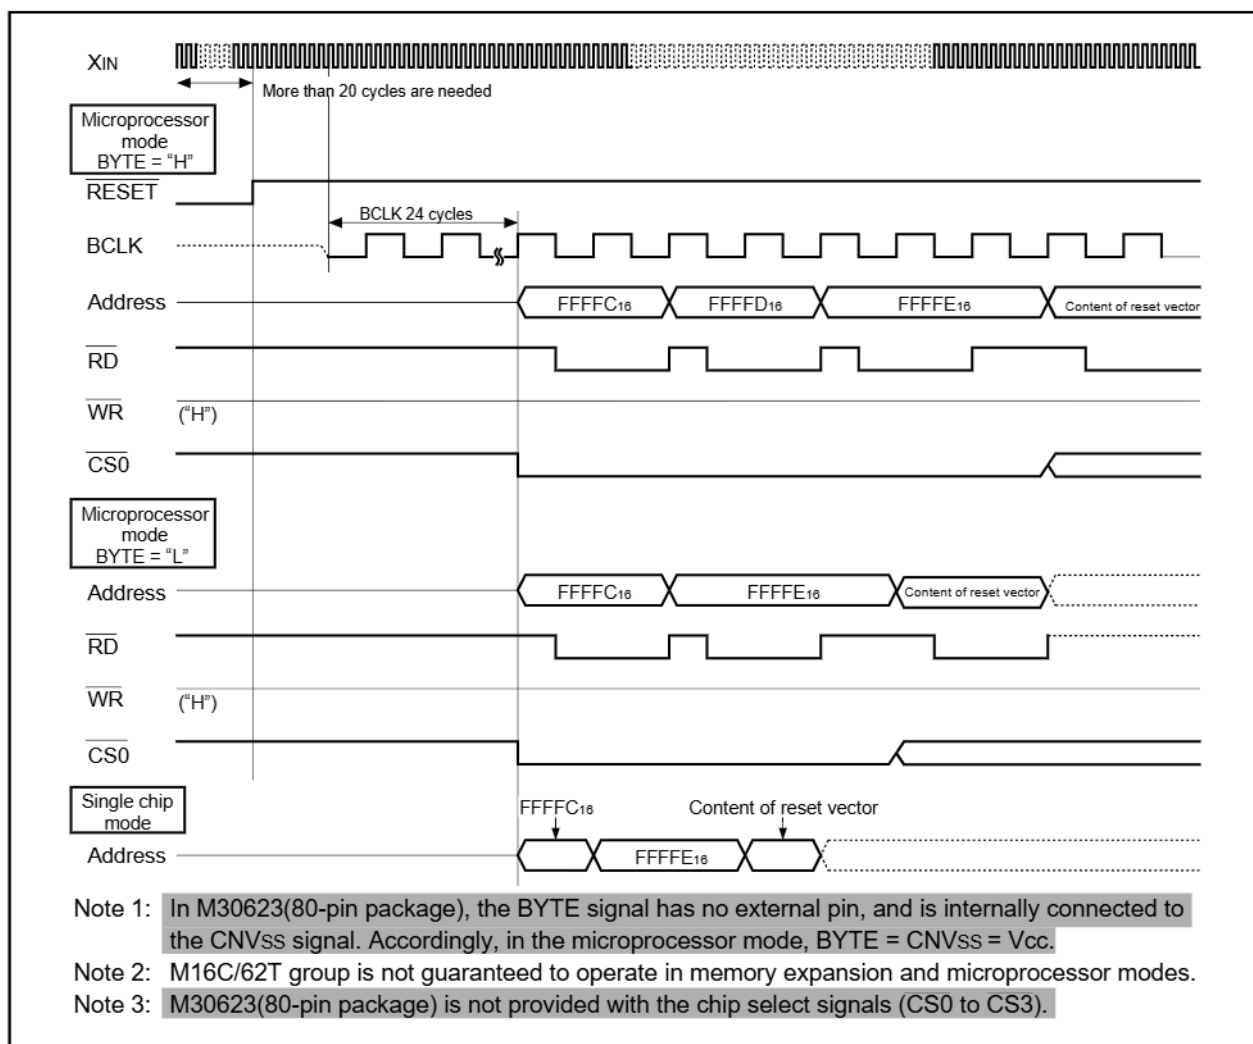 XIN
More than 20 cycles are needed
Microprocessor
mode
BYTE = “H”
RESET
BCLK 24 cycles
BCLK
Address
FFFFC16
FFFFD16
FFFFE16
Content of reset vector
RD
WR
(“H”)
CS0
Microprocessor
mode
BYTE = “L”
Address
FFFFC16
FFFFE16
Content of reset vector
RD
WR
(“H”)
CS0
Single chip
mode
FFFFC16
Content of reset vector
Address
FFFFE16
Note 1: In M30623(80-pin package), the BYTE signal has no external pin, and is internally connected to
the CNVSS signal. Accordingly, in the microprocessor mode, BYTE = CNVSS = Vcc.
Note 2: M16C/62T group is not guaranteed to operate in memory expansion and microprocessor modes.
Note 3: M30623(80-pin package) is not provided with the chip select signals (CS0 to CS3).